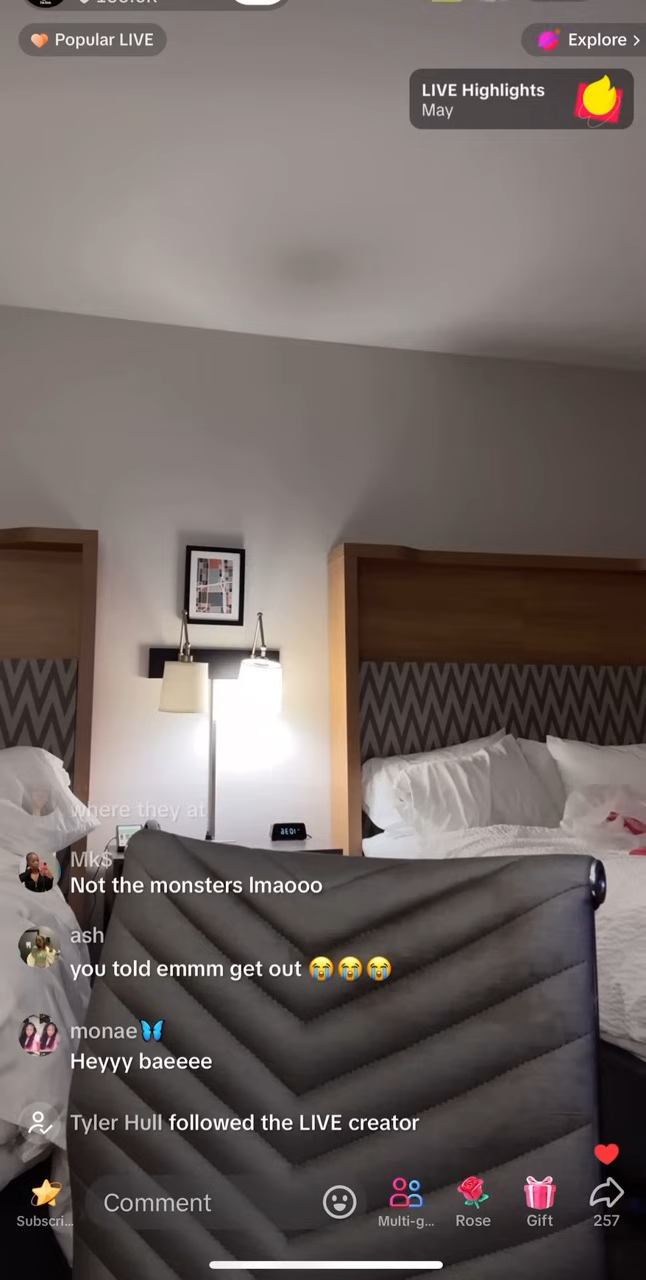 Popular LIVE
Explore >
LIVE Highlights
May
where they at
Mk$
Not the monsters lmaooo
ash
you told emmm get out 😭😭😭
monae🦋
Heyyy baeeee
Tyler Hull followed the LIVE creator
Comment
Subscri...
Multi-g...
Rose
Gift
257